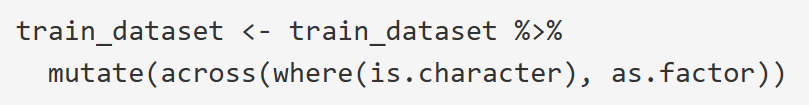 train_dataset <- train_dataset %>%
  mutate(across(where(is.character), as.factor))